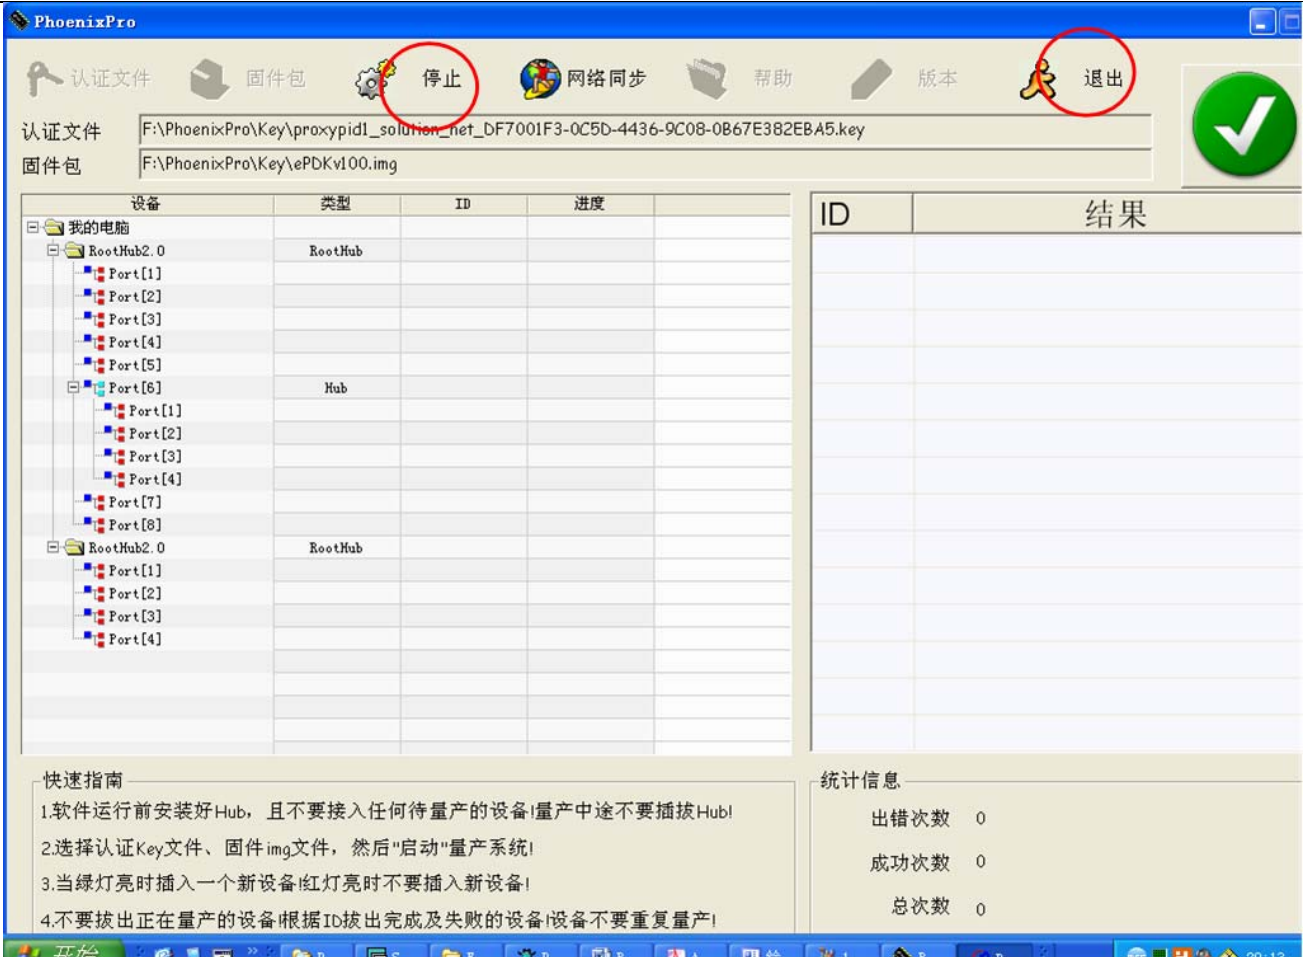 PhoenixPro
认证文件 固件包 停止 网络同步 帮助 版本 退出
认证文件 F:\PhoenixPro\Key\proxypid1_solution_net_DF7001F3-0C5D-4436-9C08-0B67E382EBA5.key
固件包 F:\PhoenixPro\Key\ePDKv100.img
设备 类型 ID 进度
我的电脑
RootHub2.0 RootHub
Port[1]
Port[2]
Port[3]
Port[4]
Port[5]
Port[6] Hub
Port[1]
Port[2]
Port[3]
Port[4]
Port[7]
Port[8]
RootHub2.0 RootHub
Port[1]
Port[2]
Port[3]
Port[4]
ID 结果
快速指南
1.软件运行前安装好Hub，且不要接入任何待量产的设备!量产中途不要插拔Hub!
2.选择认证Key文件、固件img文件，然后"启动"量产系统!
3.当绿灯亮时插入一个新设备!红灯亮时不要插入新设备!
4.不要拔出正在量产的设备!根据ID拔出完成及失败的设备!设备不要重复量产!
统计信息
出错次数 0
成功次数 0
总次数 0
开始